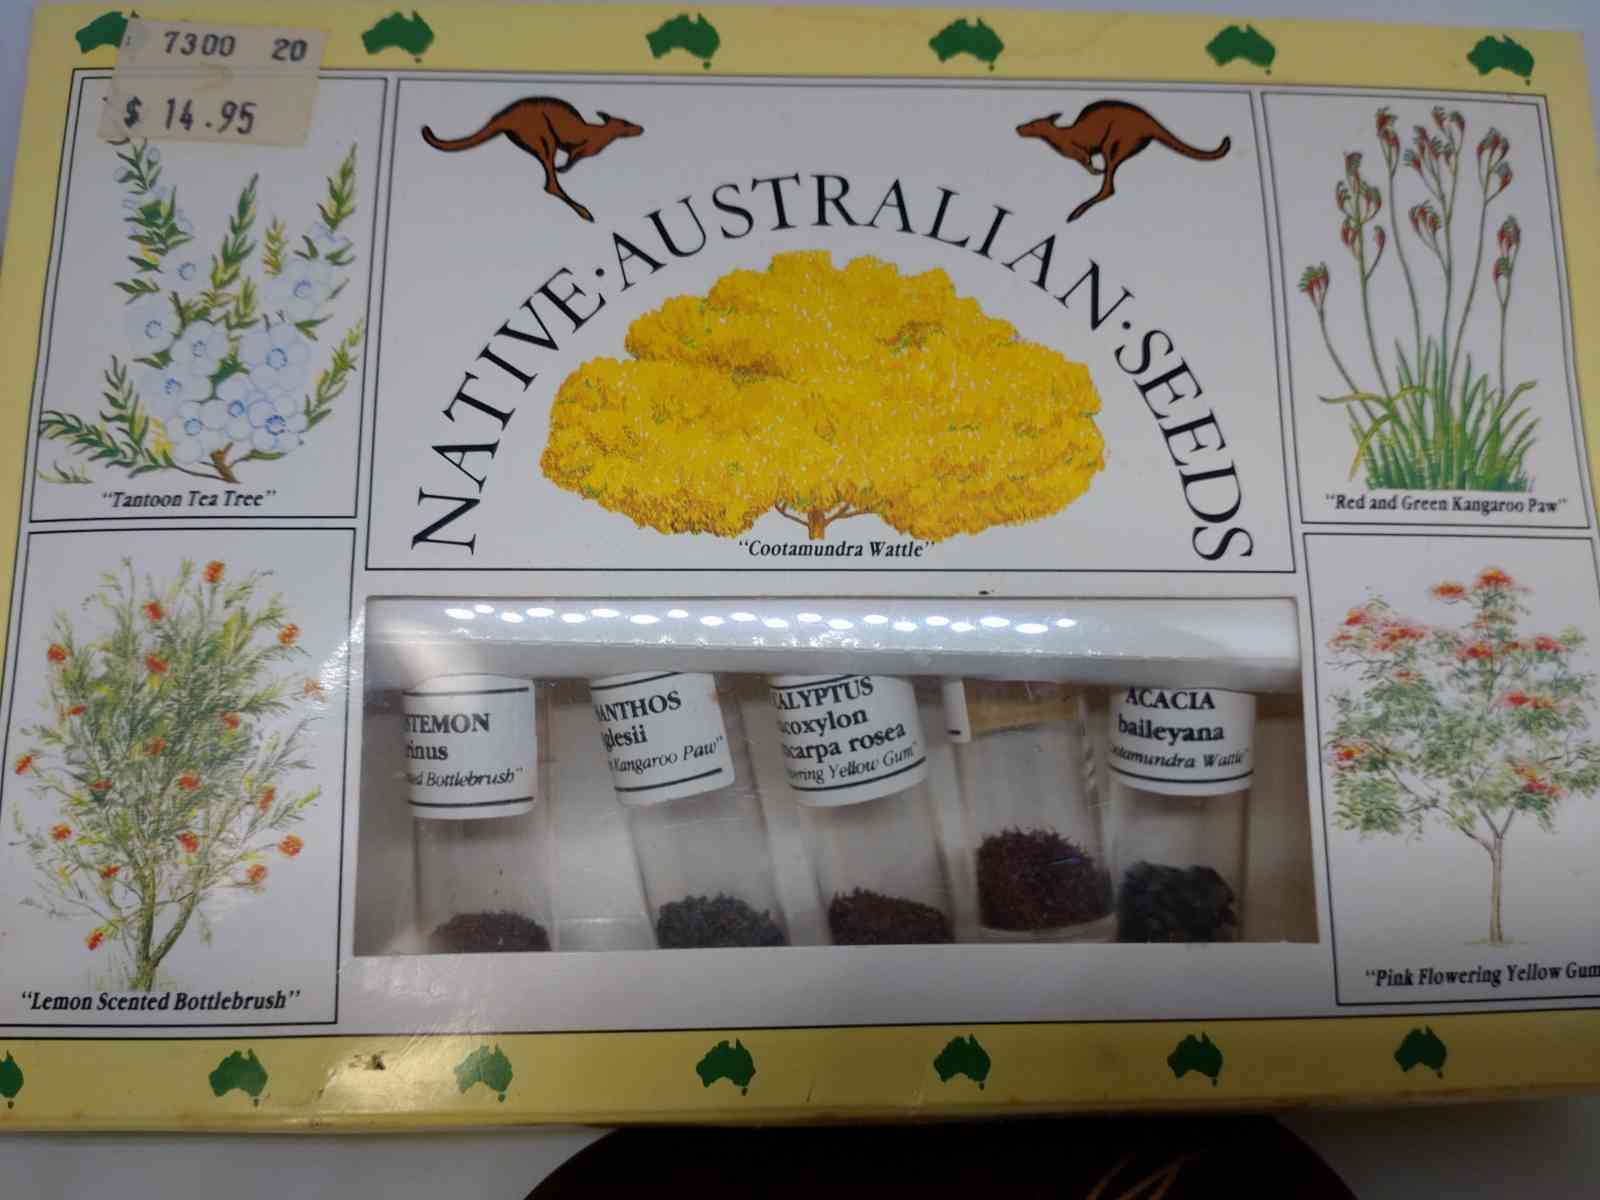 7300 20
$ 14.95
NATIVE·AUSTRALIAN·SEEDS
"Tantoon Tea Tree"
"Cootamundra Wattle"
"Red and Green Kangaroo Paw"
"Lemon Scented Bottlebrush"
"Pink Flowering Yellow Gum
STEMON
rinus
ed Bottlebrush"
ANTHOS
glesii
Kangaroo Paw"
ALYPTUS
coxylon
carpa rosea
ering Yellow Gum"
ACACIA
baileyana
otamundra Wattle"